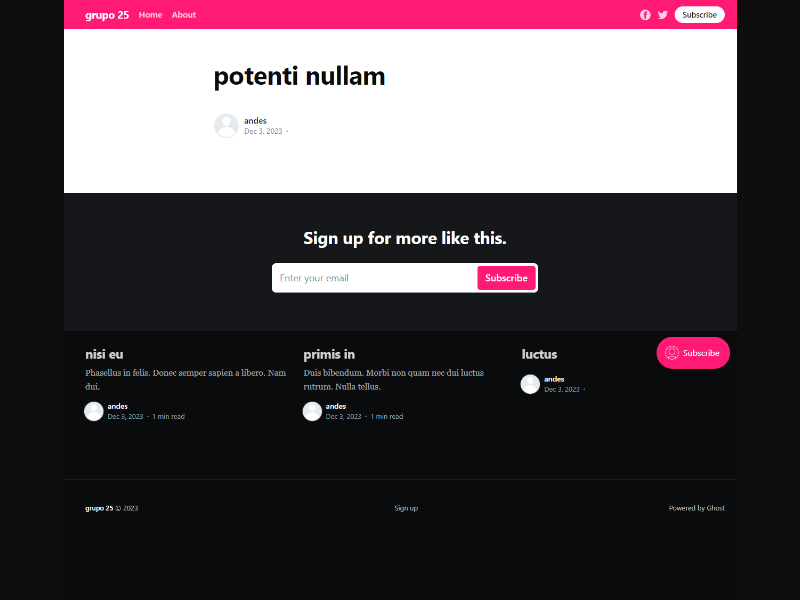 grupo 25 Home About Subscribe
potenti nullam
andes
Dec 3, 2023 •
Sign up for more like this.
Enter your email Subscribe
nisi eu
Phasellus in felis. Donec semper sapien a libero. Nam
dui.
andes
Dec 3, 2023 • 1 min read
primis in
Duis bibendum. Morbi non quam nec dui luctus
rutrum. Nulla tellus.
andes
Dec 3, 2023 • 1 min read
luctus
andes
Dec 3, 2023 •
Subscribe
grupo 25 © 2023 Sign up Powered by Ghost